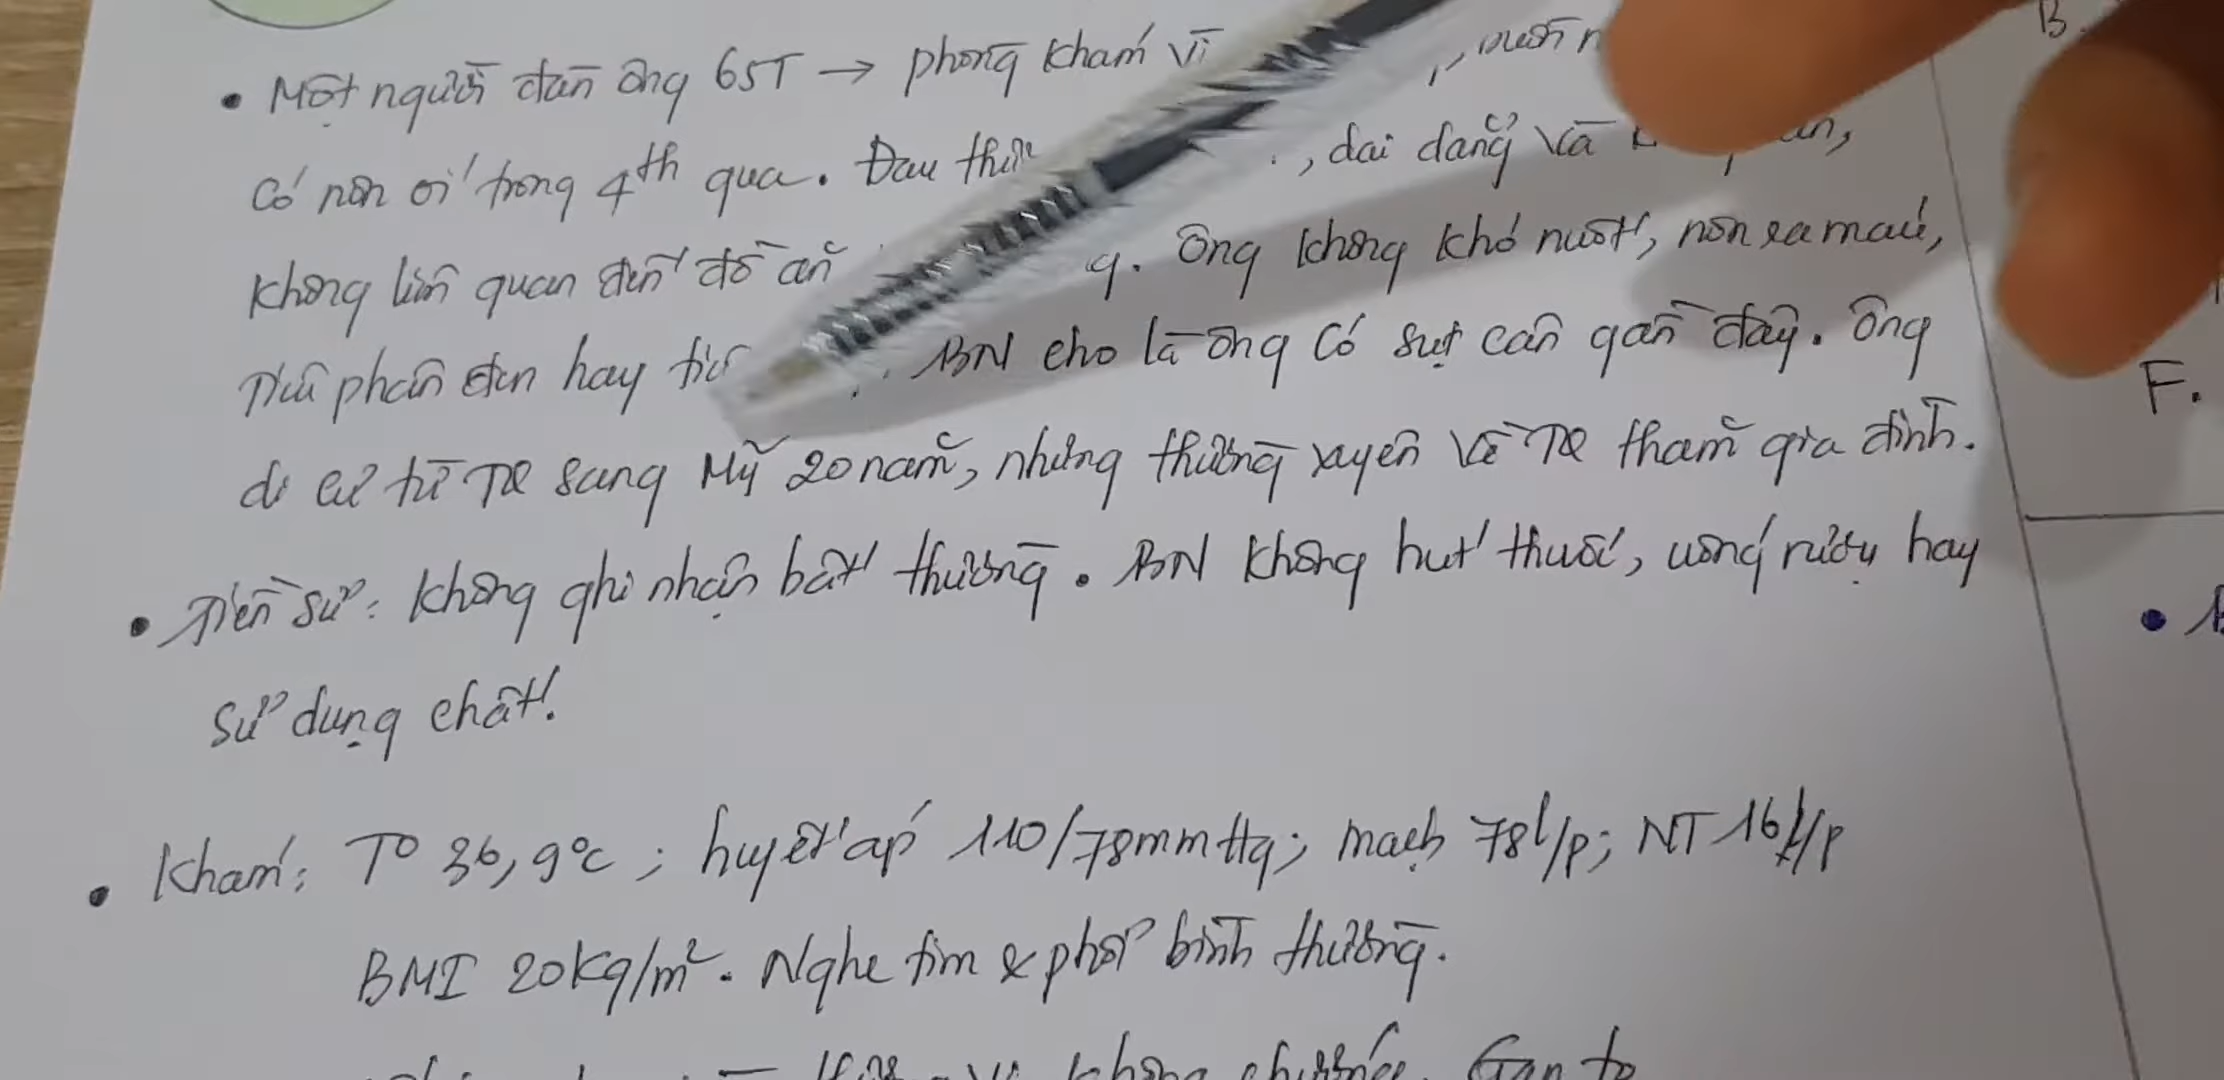 • Một người đàn ông 65T → phòng khám vì
B.
Có nôn ói trong 4th qua. Đau , dai dẳng và
không liên quan đến đồ ăn . Ông không khó nuốt, nôn ra máu,
Tiêu phân đen hay . BN cho là ông có sụt cân gần đây. Ông
F.
di cư từ TQ sang Mỹ 20 năm, nhưng thường xuyên về TQ thăm gia đình.
• Tiền sử: không ghi nhận bất thường. BN không hút thuốc, uống rượu hay
sử dụng chất.
• Khám: T° 36,9°C; huyết áp 110/78mmHg; mạch 78l/p; NT 16l/p
BMI 20kg/m². Nghe tim & phổi bình thường.
không chướng. Gan to